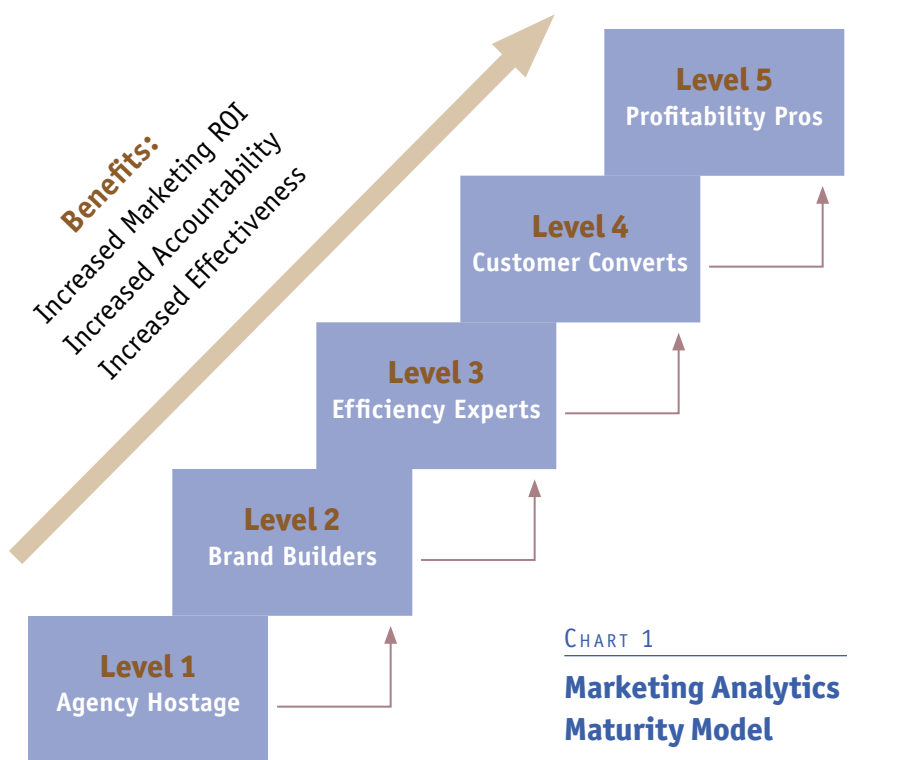 Benefits:
Increased Marketing ROI
Increased Accountability
Increased Effectiveness
Level 5
Profitability Pros
Level 4
Customer Converts
Level 3
Efficiency Experts
Level 2
Brand Builders
Level 1
Agency Hostage
CHART 1
Marketing Analytics
Maturity Model